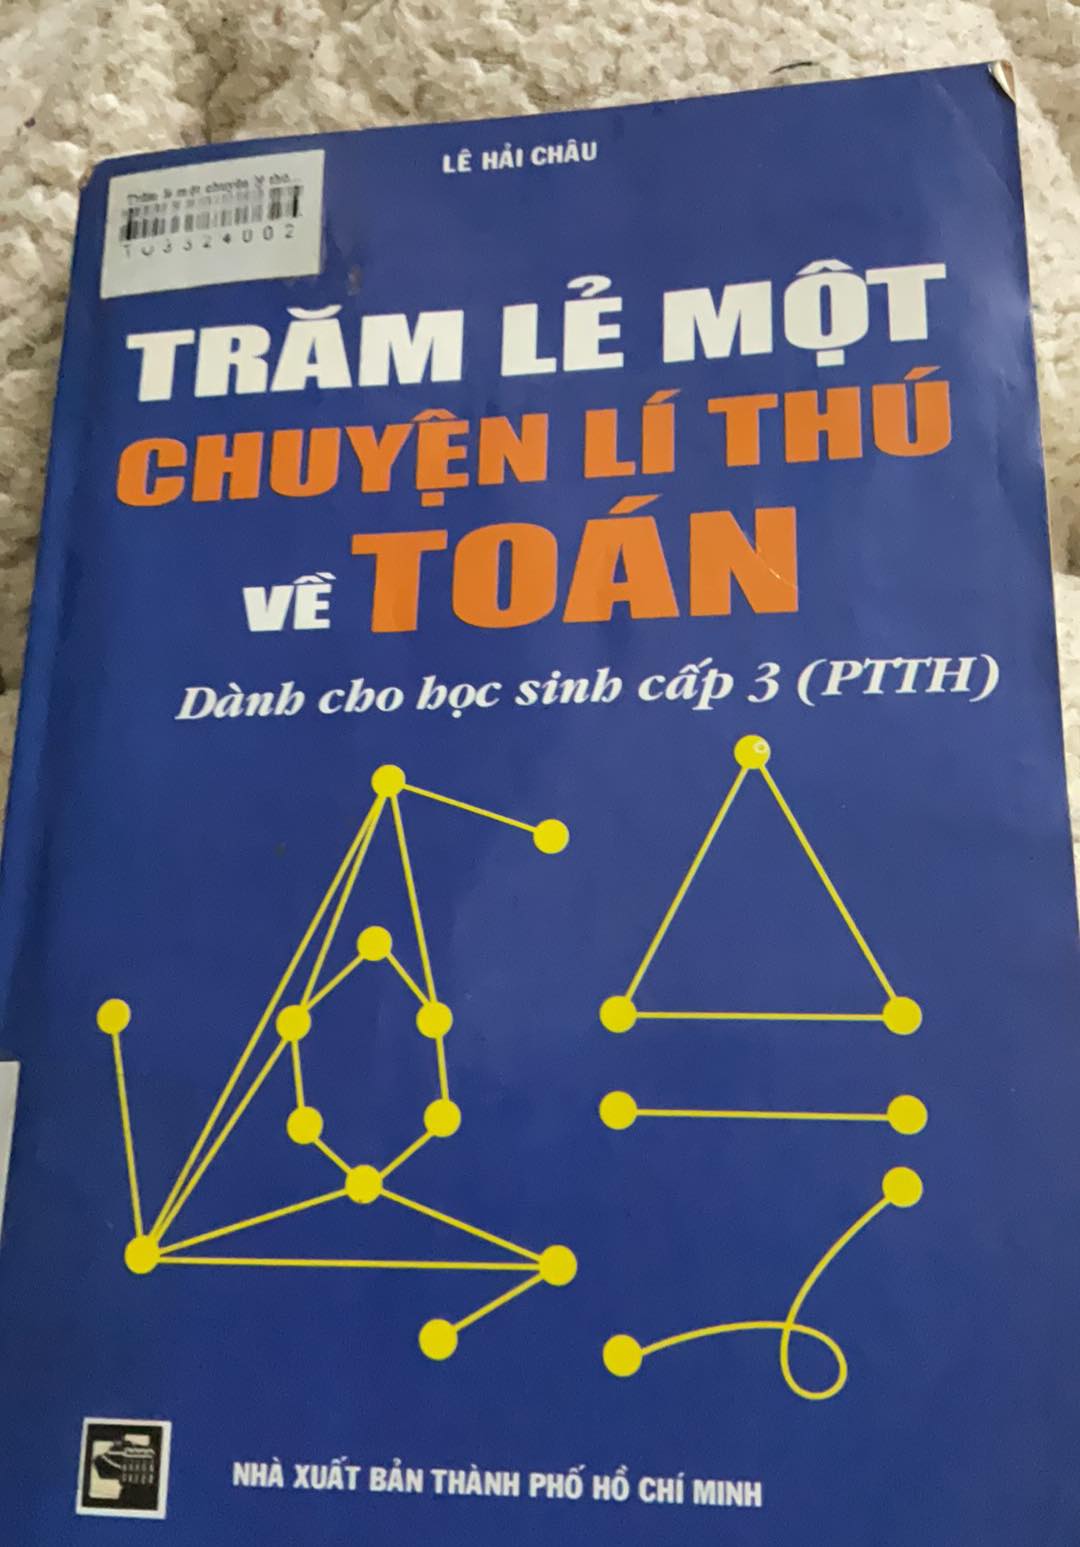 LÊ HẢI CHÂU
TRĂM LẺ MỘT
CHUYỆN LÍ THÚ
VỀ TOÁN
Dành cho học sinh cấp 3 (PTTH)
NHÀ XUẤT BẢN THÀNH PHỐ HỒ CHÍ MINH